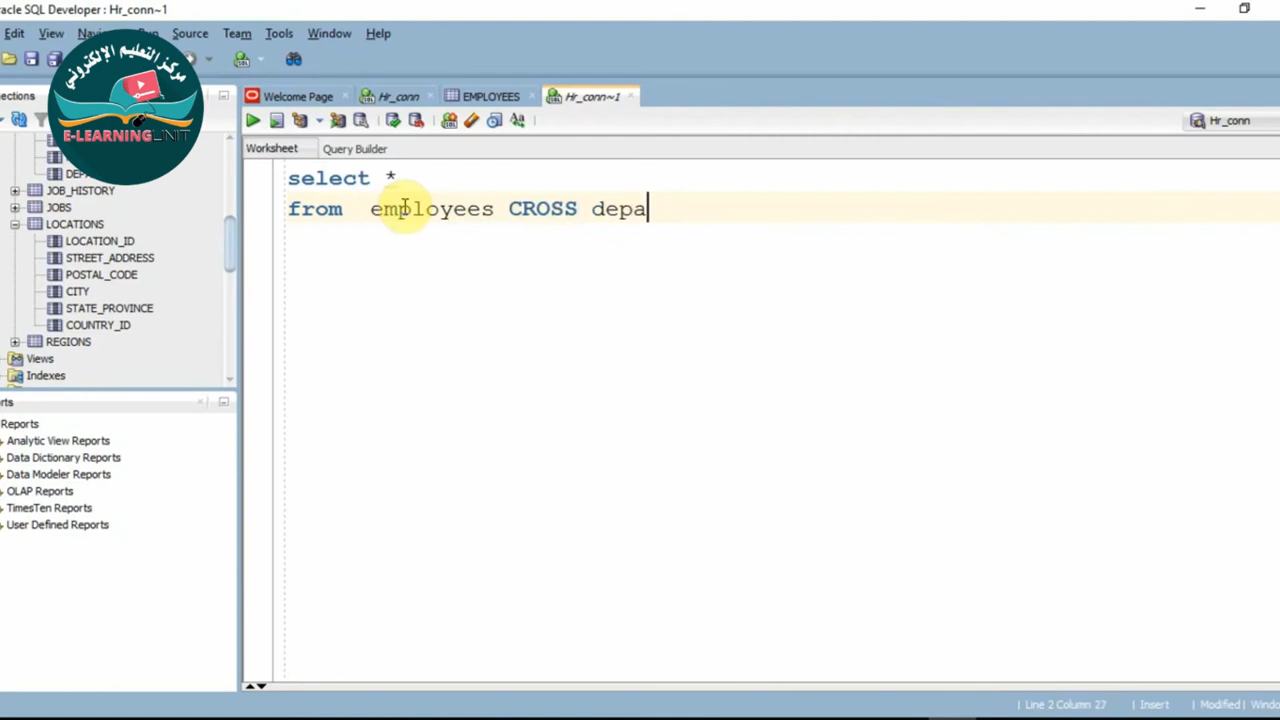 racle SQL Developer : Hr_conn~1
Edit View Run Source Team Tools Window Help
مركز التعليم الإلكتروني
E-LEARNING UNIT
Welcome Page Hr_conn EMPLOYEES Hr_conn~1
Hr_conn
Worksheet Query Builder
select *
from employees CROSS depa
JOB_HISTORY
JOBS
LOCATIONS
LOCATION_ID
STREET_ADDRESS
POSTAL_CODE
CITY
STATE_PROVINCE
COUNTRY_ID
REGIONS
Views
Indexes
Reports
Analytic View Reports
Data Dictionary Reports
Data Modeler Reports
OLAP Reports
TimesTen Reports
User Defined Reports
Line 2 Column 27 Insert Modified